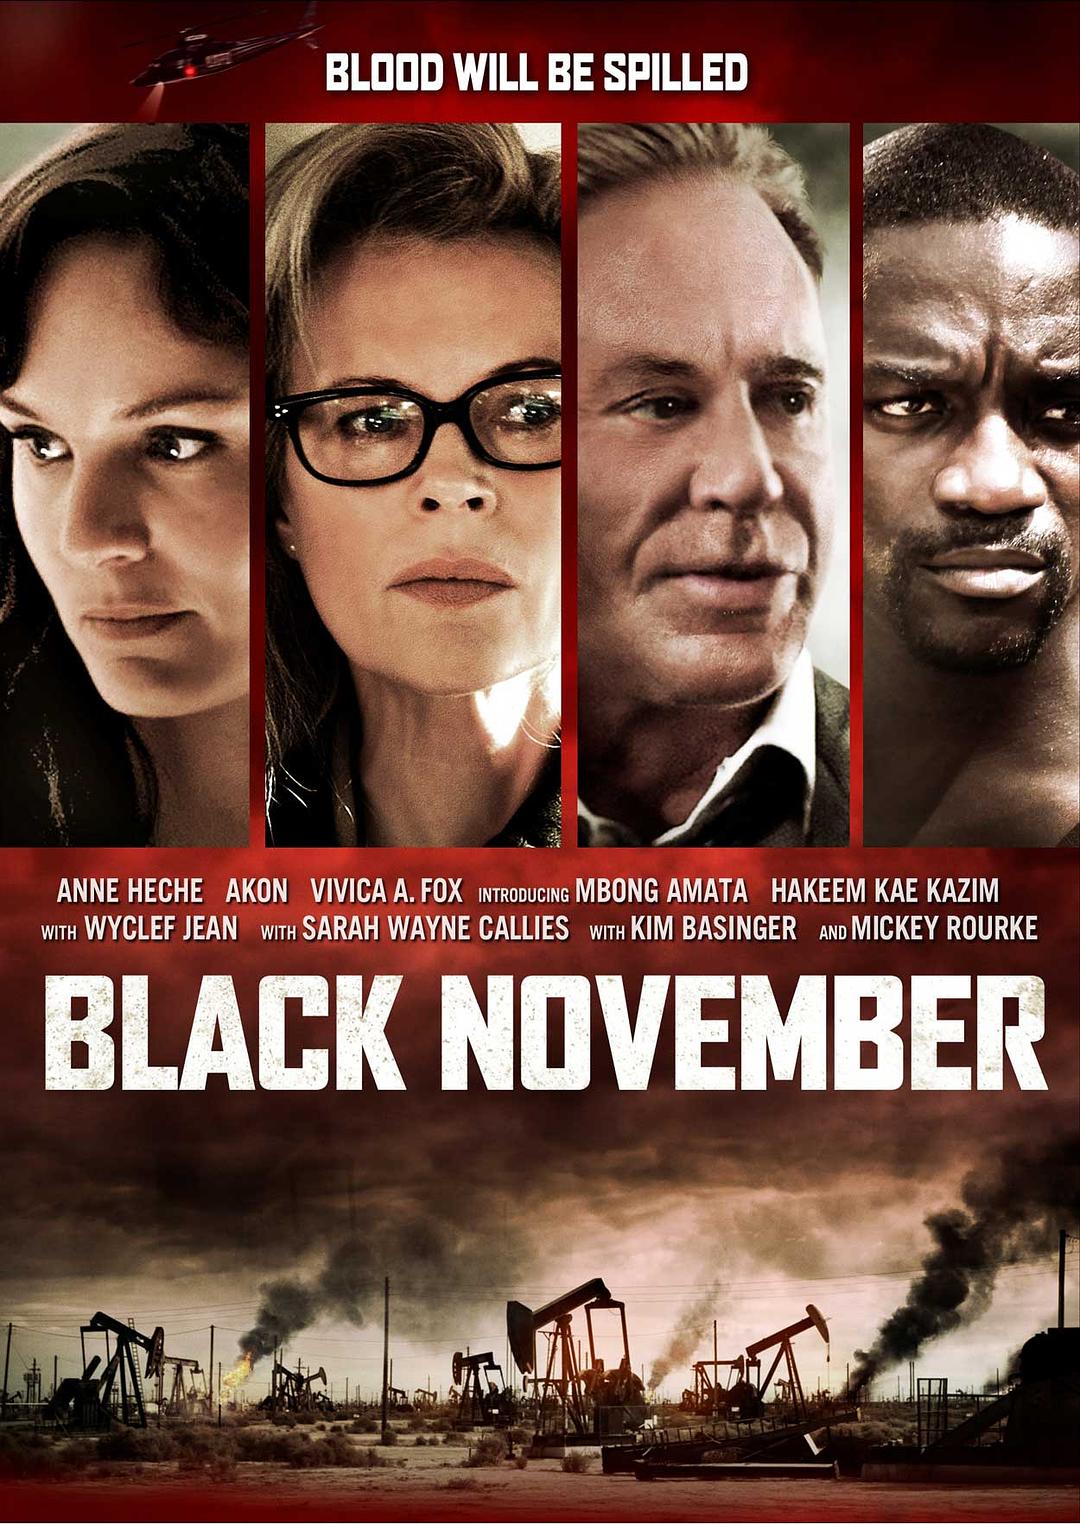 BLOOD WILL BE SPILLED
ANNE HECHE AKON VIVICA A. FOX INTRODUCING MBONG AMATA HAKEEM KAE KAZIM
WITH WYCLEF JEAN WITH SARAH WAYNE CALLIES WITH KIM BASINGER AND MICKEY ROURKE
BLACK NOVEMBER